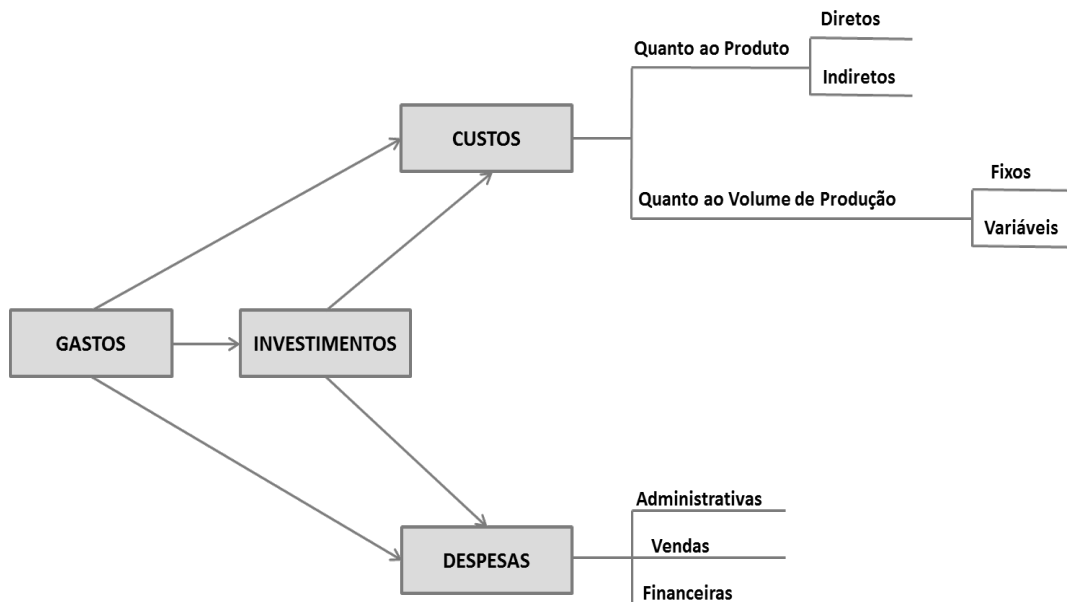 Diretos
Quanto ao Produto
Indiretos
CUSTOS
Fixos
Quanto ao Volume de Produção
Variáveis
GASTOS
INVESTIMENTOS
Administrativas
Vendas
DESPESAS
Financeiras